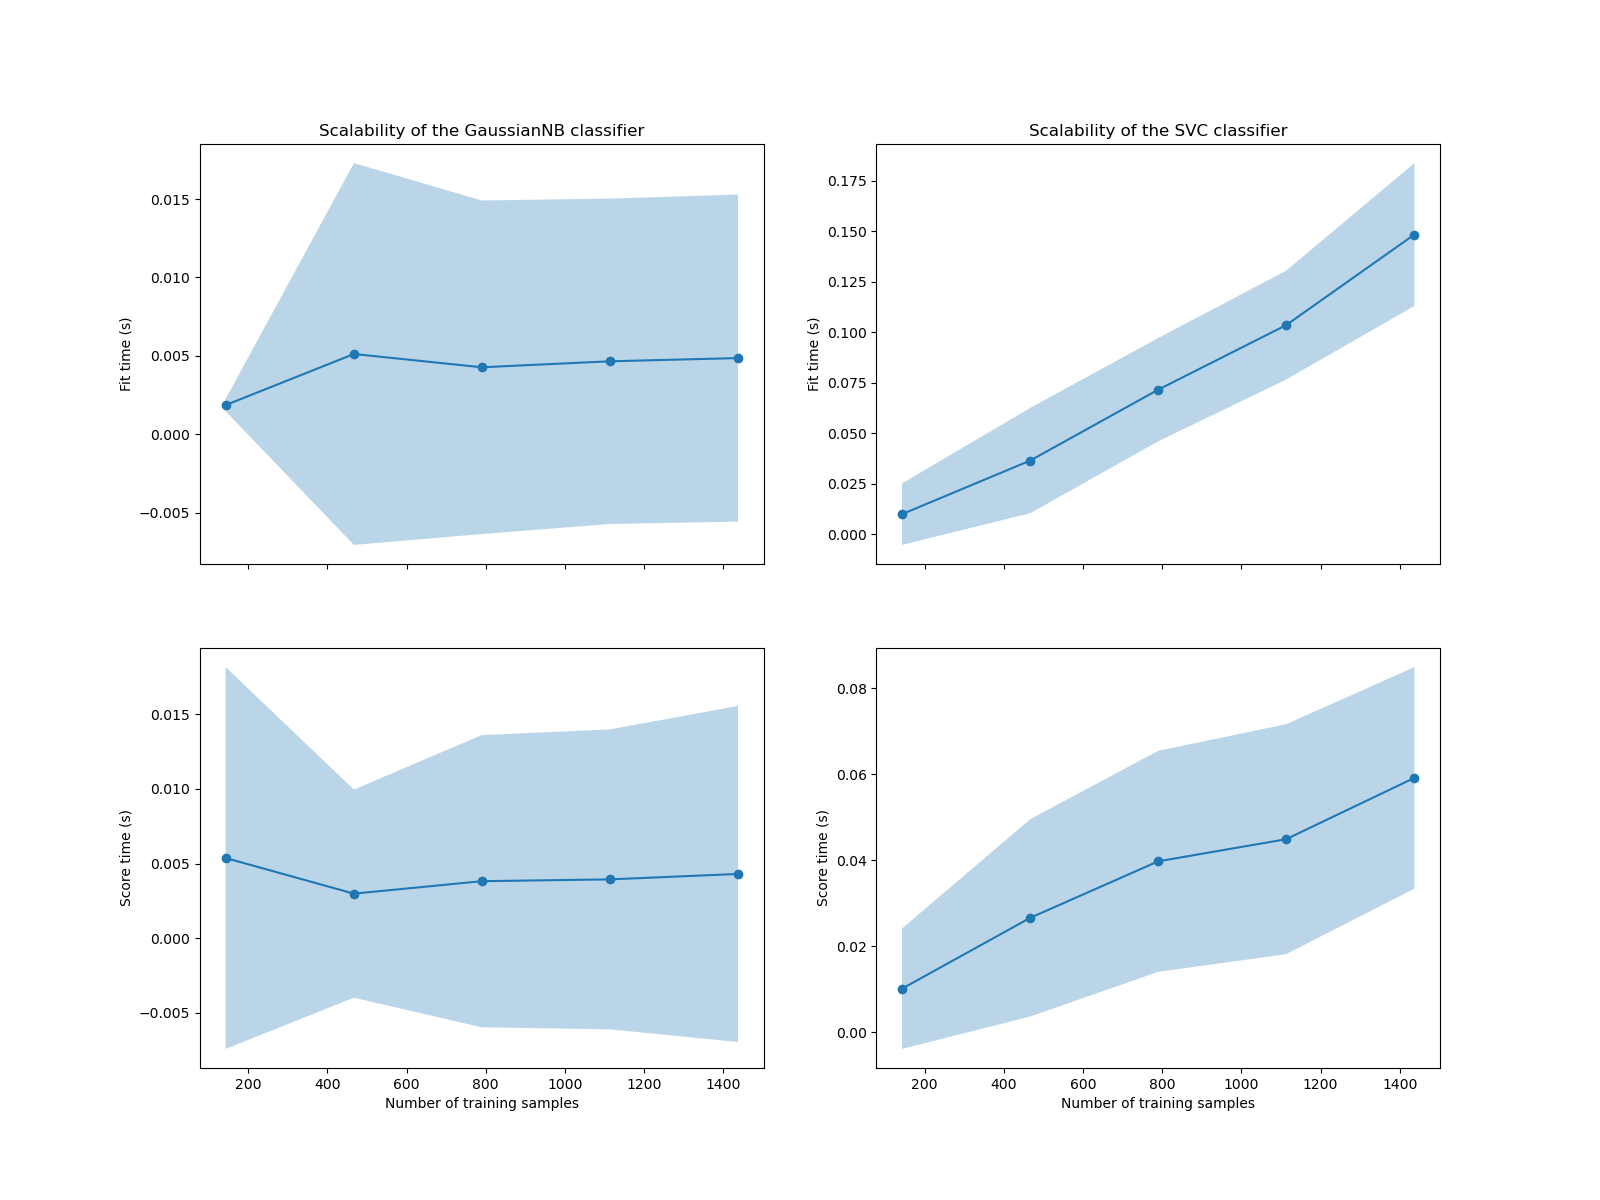 Scalability of the GaussianNB classifier
Fit time (s)
0.015
0.010
0.005
0.000
−0.005
Scalability of the SVC classifier
Fit time (s)
0.175
0.150
0.125
0.100
0.075
0.050
0.025
0.000
Score time (s)
0.015
0.010
0.005
0.000
−0.005
200 400 600 800 1000 1200 1400
Number of training samples
Score time (s)
0.08
0.06
0.04
0.02
0.00
200 400 600 800 1000 1200 1400
Number of training samples